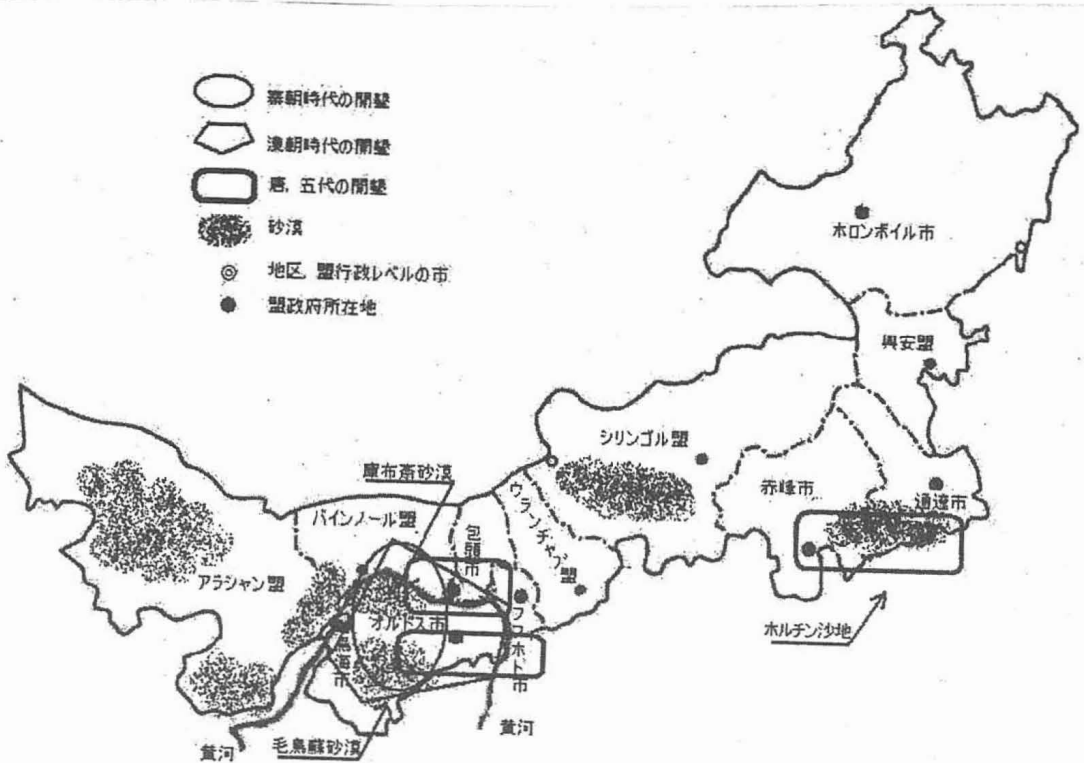 秦朝時代の開墾
漢朝時代の開墾
唐, 五代の開墾
砂漠
地区, 盟行政レベルの市
盟政府所在地
ホロンボイル市
興安盟
シリンゴル盟
庫布斎砂漠
ウランチャブ盟
赤峰市
通遼市
バインノール盟
包頭市
アラシャン盟
オルドス市
烏海市
フフホト市
ホルチン沙地
黄河
毛烏蘇砂漠
黄河